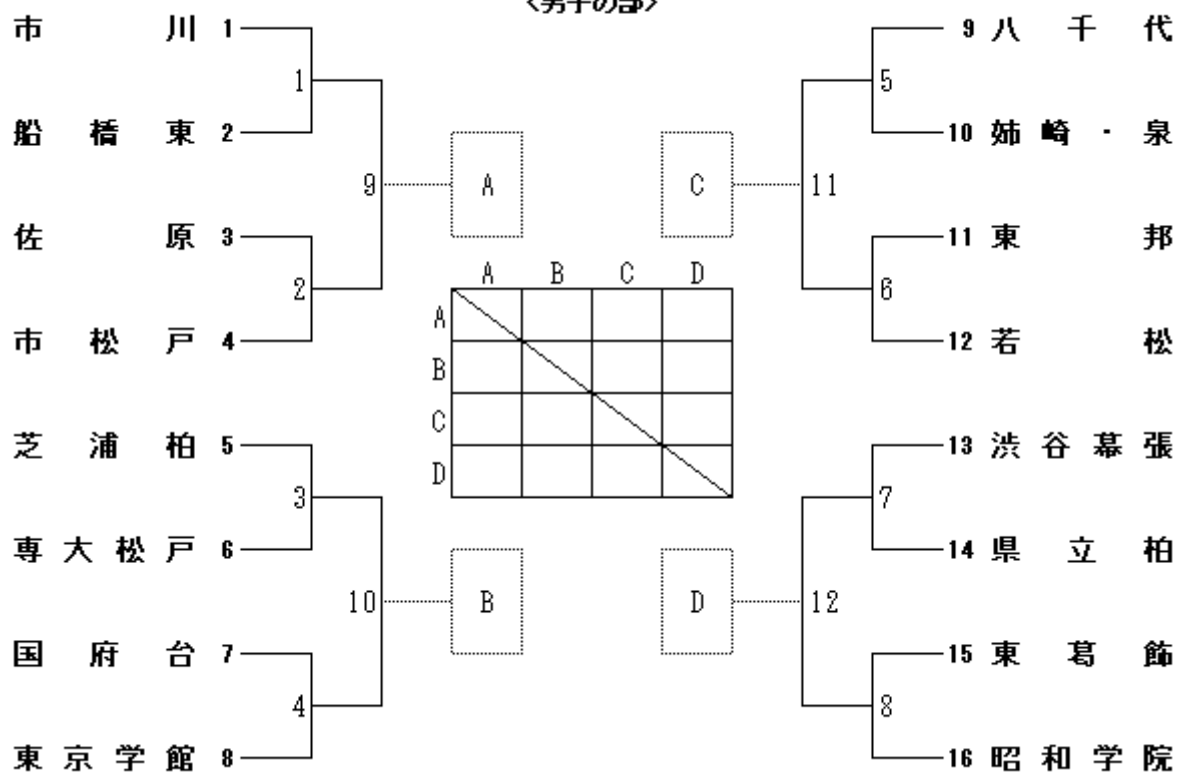 <男子の部>
市川 1
9 八千代
1
5
船橋東 2
10 姉崎・泉
9
A
C
11
佐原 3
11 東邦
A B C D
2
6
A
市松戸 4
12 若松
B
C
芝浦柏 5
13 渋谷幕張
D
3
7
専大松戸 6
14 県立柏
10
B
D
12
国府台 7
15 東葛飾
4
8
東京学館 8
16 昭和学院